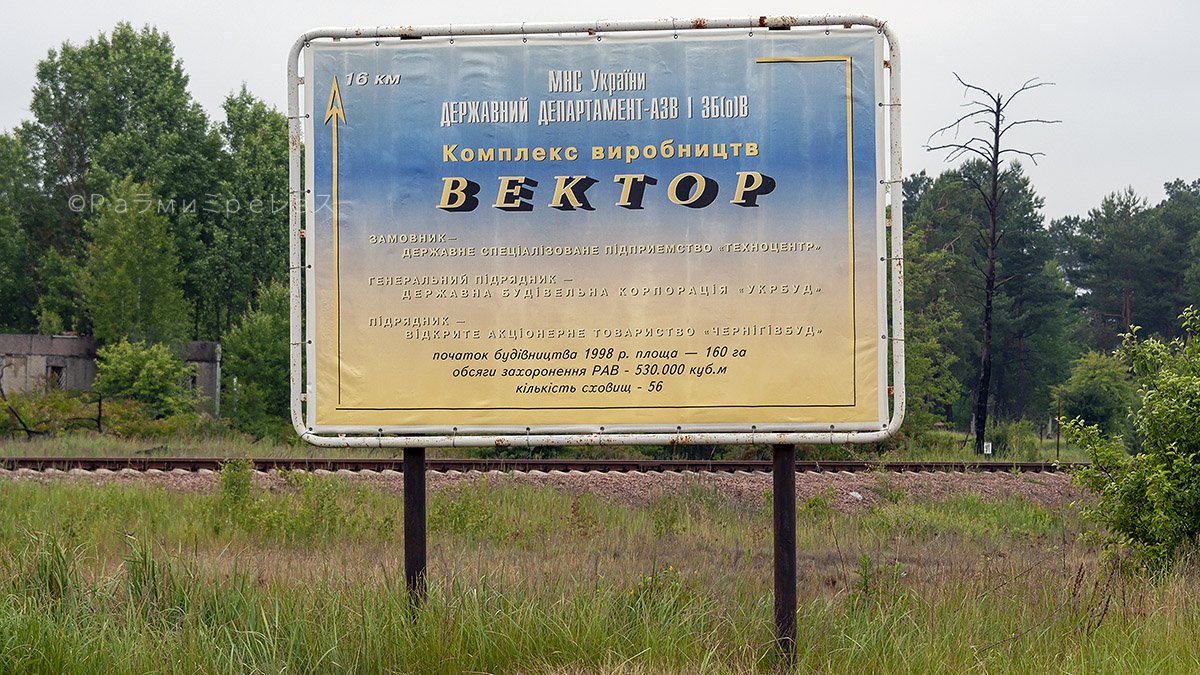 16 км
МНС України
ДЕРЖАВНИЙ ДЕПАРТАМЕНТ-АЗВ І ЗБ(о)В
Комплекс виробництв
ВЕКТОР
ЗАМОВНИК—
ДЕРЖАВНЕ СПЕЦІАЛІЗОВАНЕ ПІДПРИЄМСТВО «ТЕХНОЦЕНТР»
ГЕНЕРАЛЬНИЙ ПІДРЯДНИК —
ДЕРЖАВНА БУДІВЕЛЬНА КОРПОРАЦІЯ «УКРБУД»
ПІДРЯДНИК —
ВІДКРИТЕ АКЦІОНЕРНЕ ТОВАРИСТВО «ЧЕРНІГІВБУД»
початок будівництва 1998 р. площа — 160 га
обсяги захоронення РАВ - 530.000 куб.м
кількість сховищ - 56